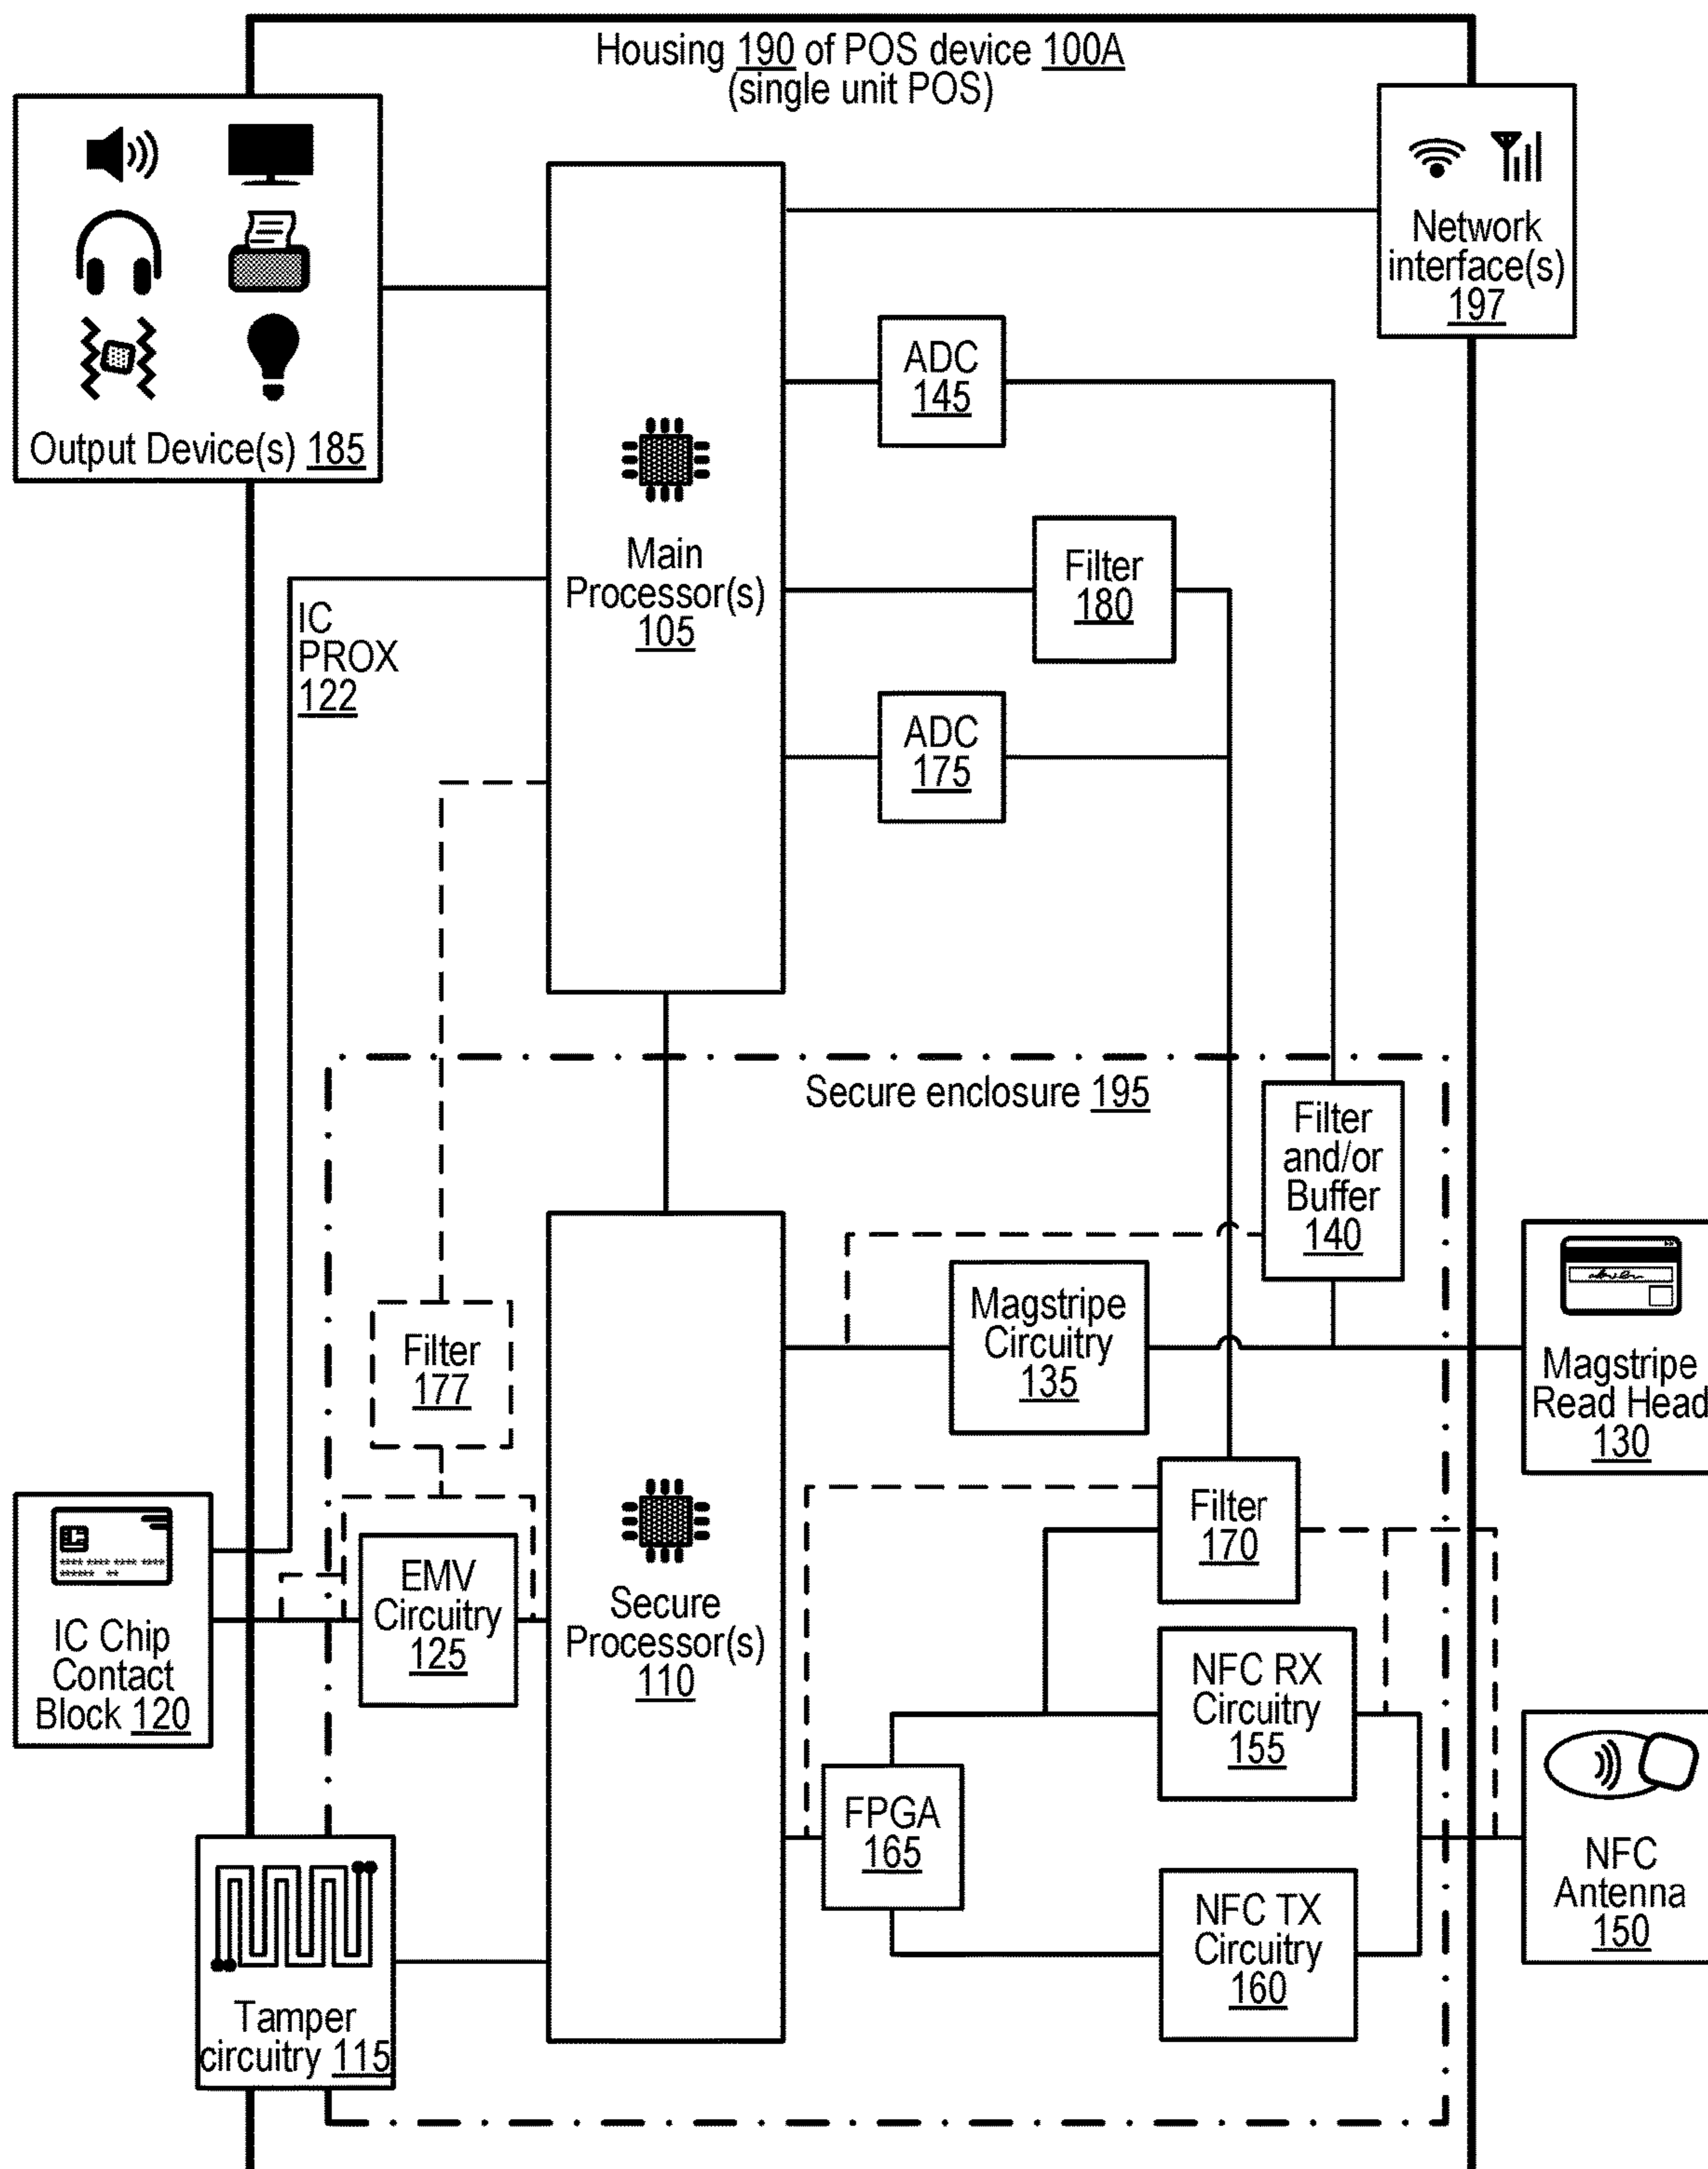 Housing 190 of POS device 100A
(single unit POS)
Output Device(s) 185
Network
interface(s)
197
ADC
145
Main
Processor(s)
105
Filter
180
IC
PROX
122
ADC
175
Secure enclosure 195
Filter
and/or
Buffer
140
Magstripe
Circuitry
135
Magstripe
Read Head
130
Filter
177
Filter
170
EMV
Circuitry
125
IC Chip
Contact
Block 120
Secure
Processor(s)
110
NFC RX
Circuitry
155
FPGA
165
NFC
Antenna
150
NFC TX
Circuitry
160
Tamper
circuitry 115